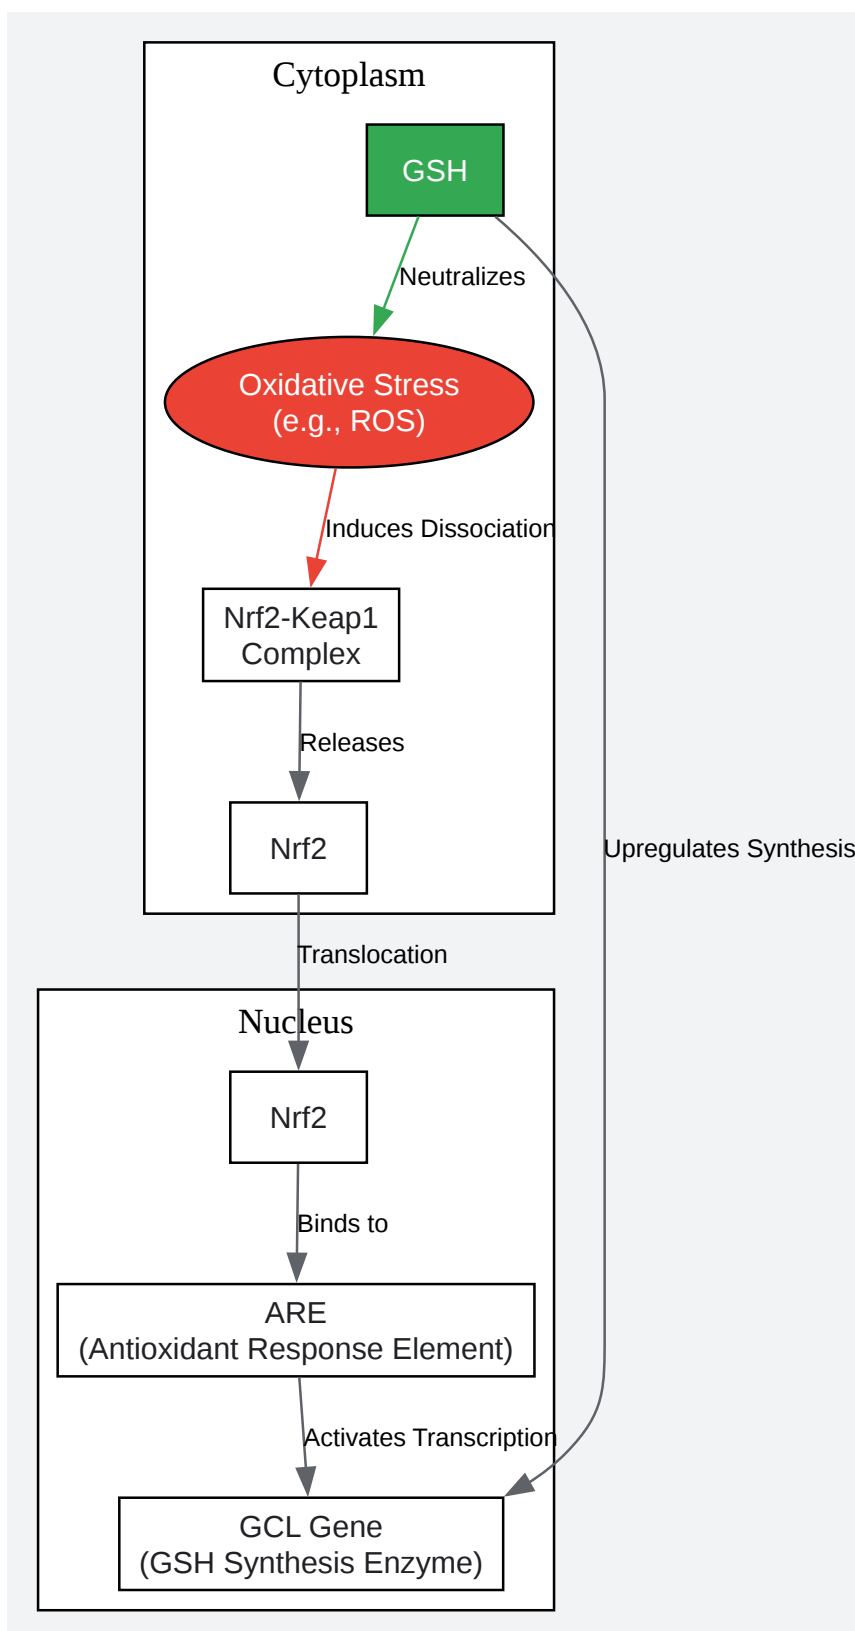 Cytoplasm
GSH
Neutralizes
Oxidative Stress
(e.g., ROS)
Induces Dissociation
Nrf2-Keap1
Complex
Releases
Nrf2
Upregulates Synthesis
Translocation
Nucleus
Nrf2
Binds to
ARE
(Antioxidant Response Element)
Activates Transcription
GCL Gene
(GSH Synthesis Enzyme)